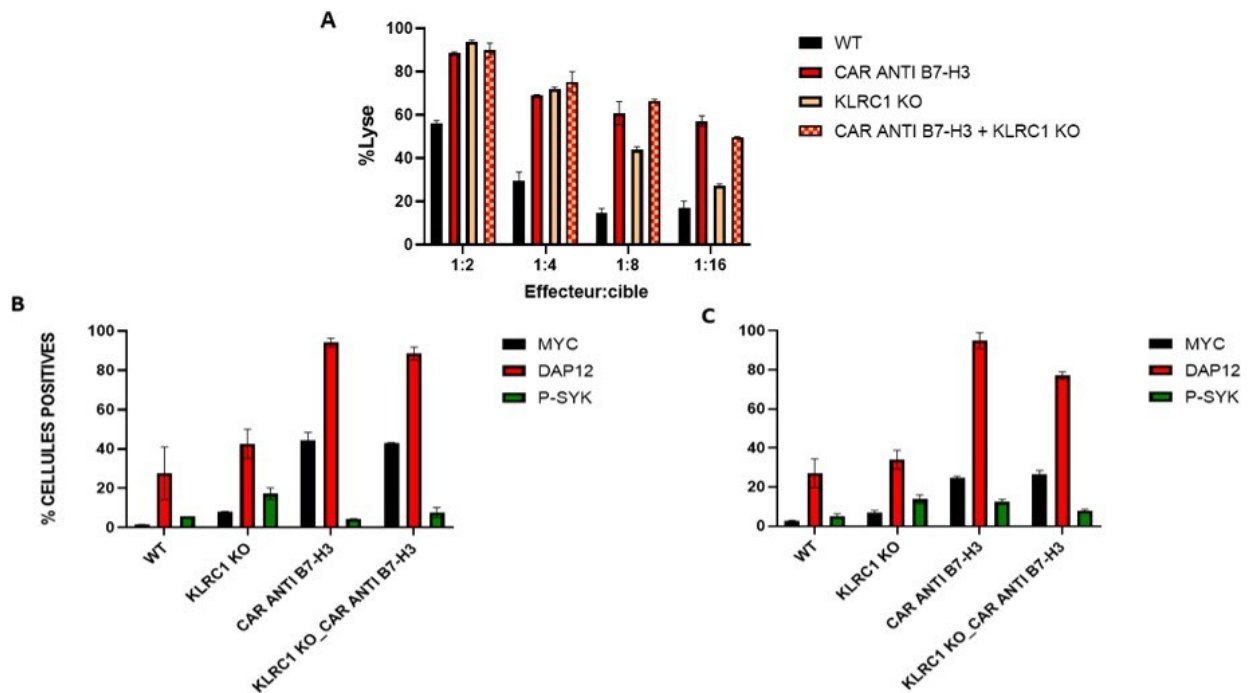 A
100
80
60
40
20
0
%Lyse
1:2
1:4
1:8
1:16
Effecteur:cible
WT
CAR ANTI B7-H3
KLRC1 KO
CAR ANTI B7-H3 + KLRC1 KO
B
% CELLULES POSITIVES
100
80
60
40
20
0
WT
KLRC1 KO
CAR ANTI B7-H3
KLRC1 KO_CAR ANTI B7-H3
MYC
DAP12
P-SYK
C
100
80
60
40
20
0
WT
KLRC1 KO
CAR ANTI B7-H3
KLRC1 KO_CAR ANTI B7-H3
MYC
DAP12
P-SYK